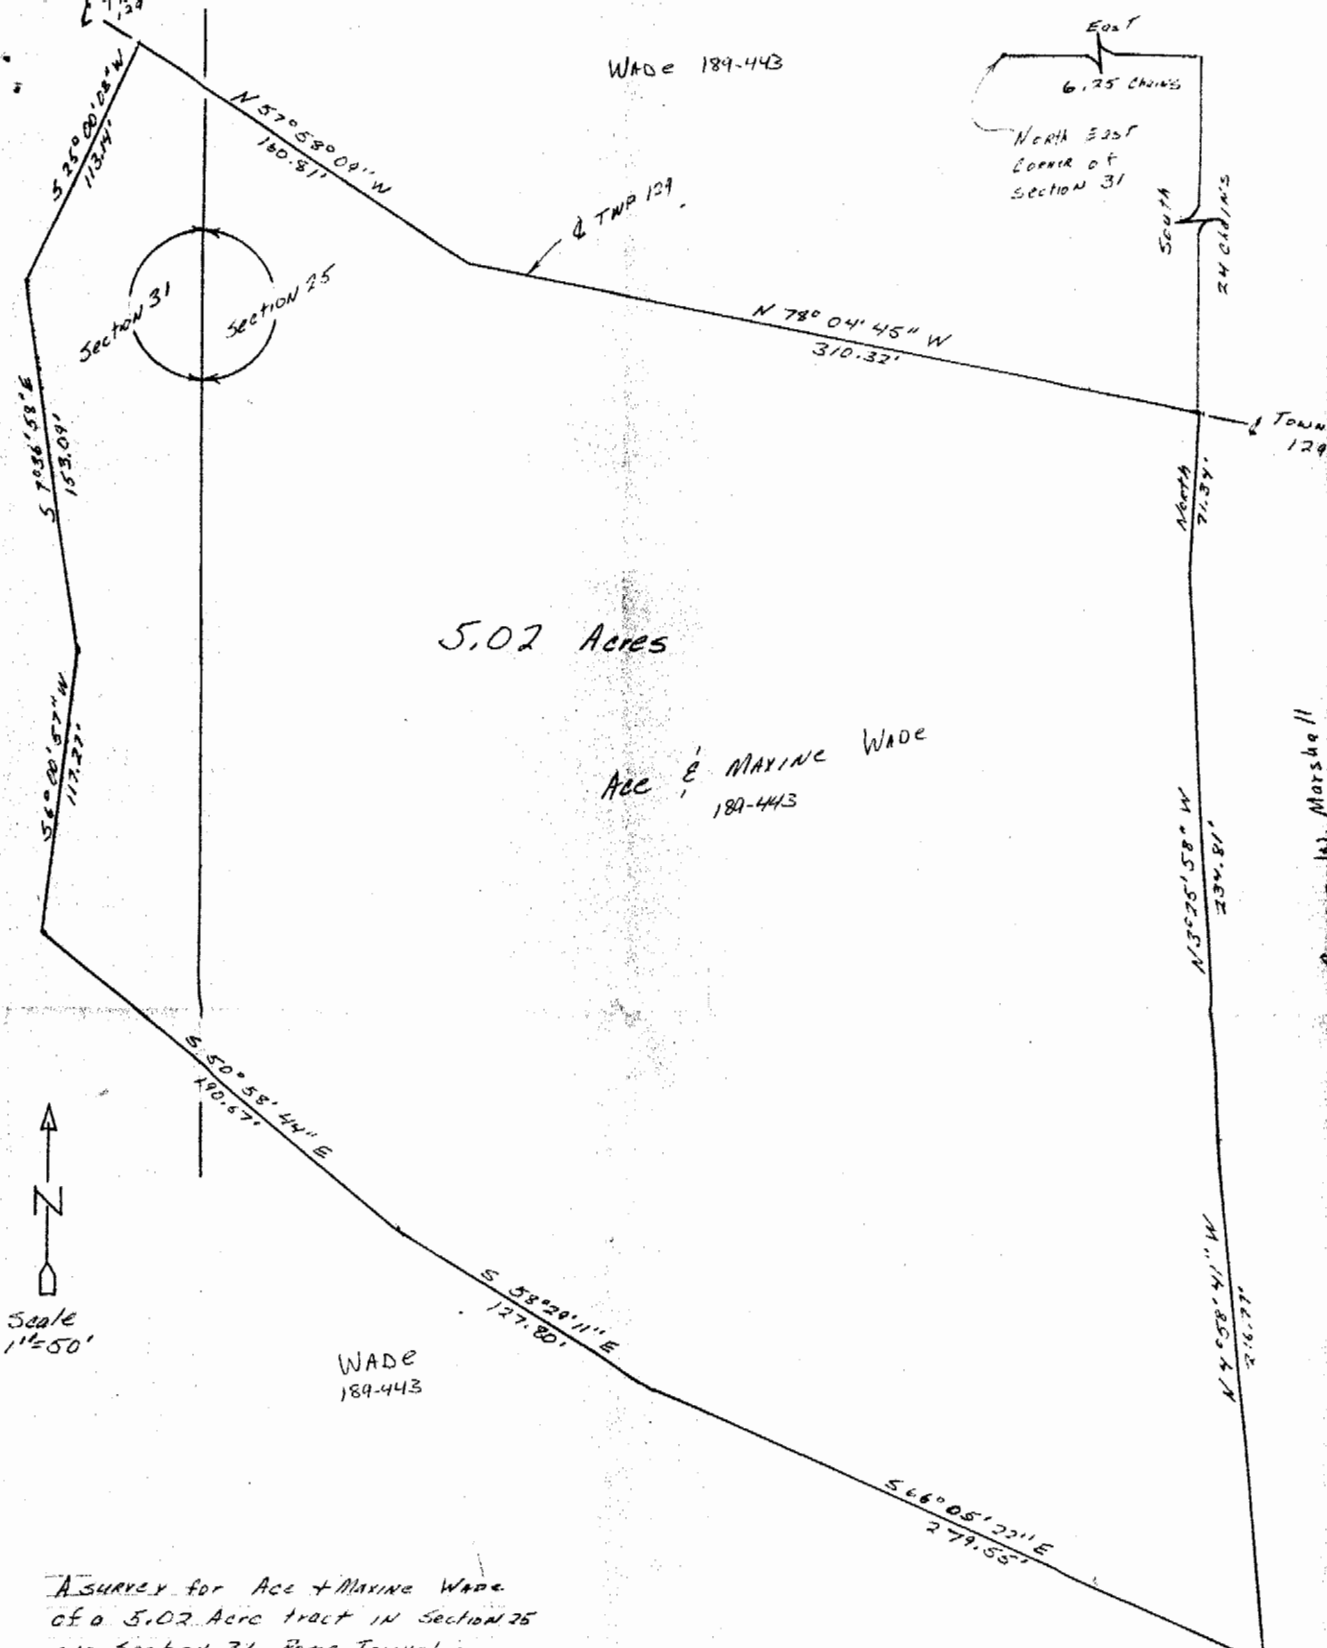 129
WADE 189-443
East
6.25 Chains
North East
Corner of
Section 31
South
24 Chains
S 25° 00' 08" W
113.14'
N 57° 58' 09" W
160.81'
₵ TWP 129
Section 31
Section 25
N 78° 04' 45" W
310.32'
₵ TOWN
129
S 7° 36' 58" E
153.09'
North
71.34'
5.02 Acres
Ace & MAXINE WADE
189-443
S 6° 00' 57" W
117.27'
N 3° 25' 58" W
234.81'
W. Marshall
S 50° 58' 44" E
190.67'
N
Scale
1"=50'
S 58° 29' 11" E
127.80'
N 4° 58' 41" W
216.77'
WADE
189-443
S 66° 05' 22" E
279.55'
A SURVEY for Ace + Maxine Wade
of a 5.02 Acre tract in Section 25
Section 31